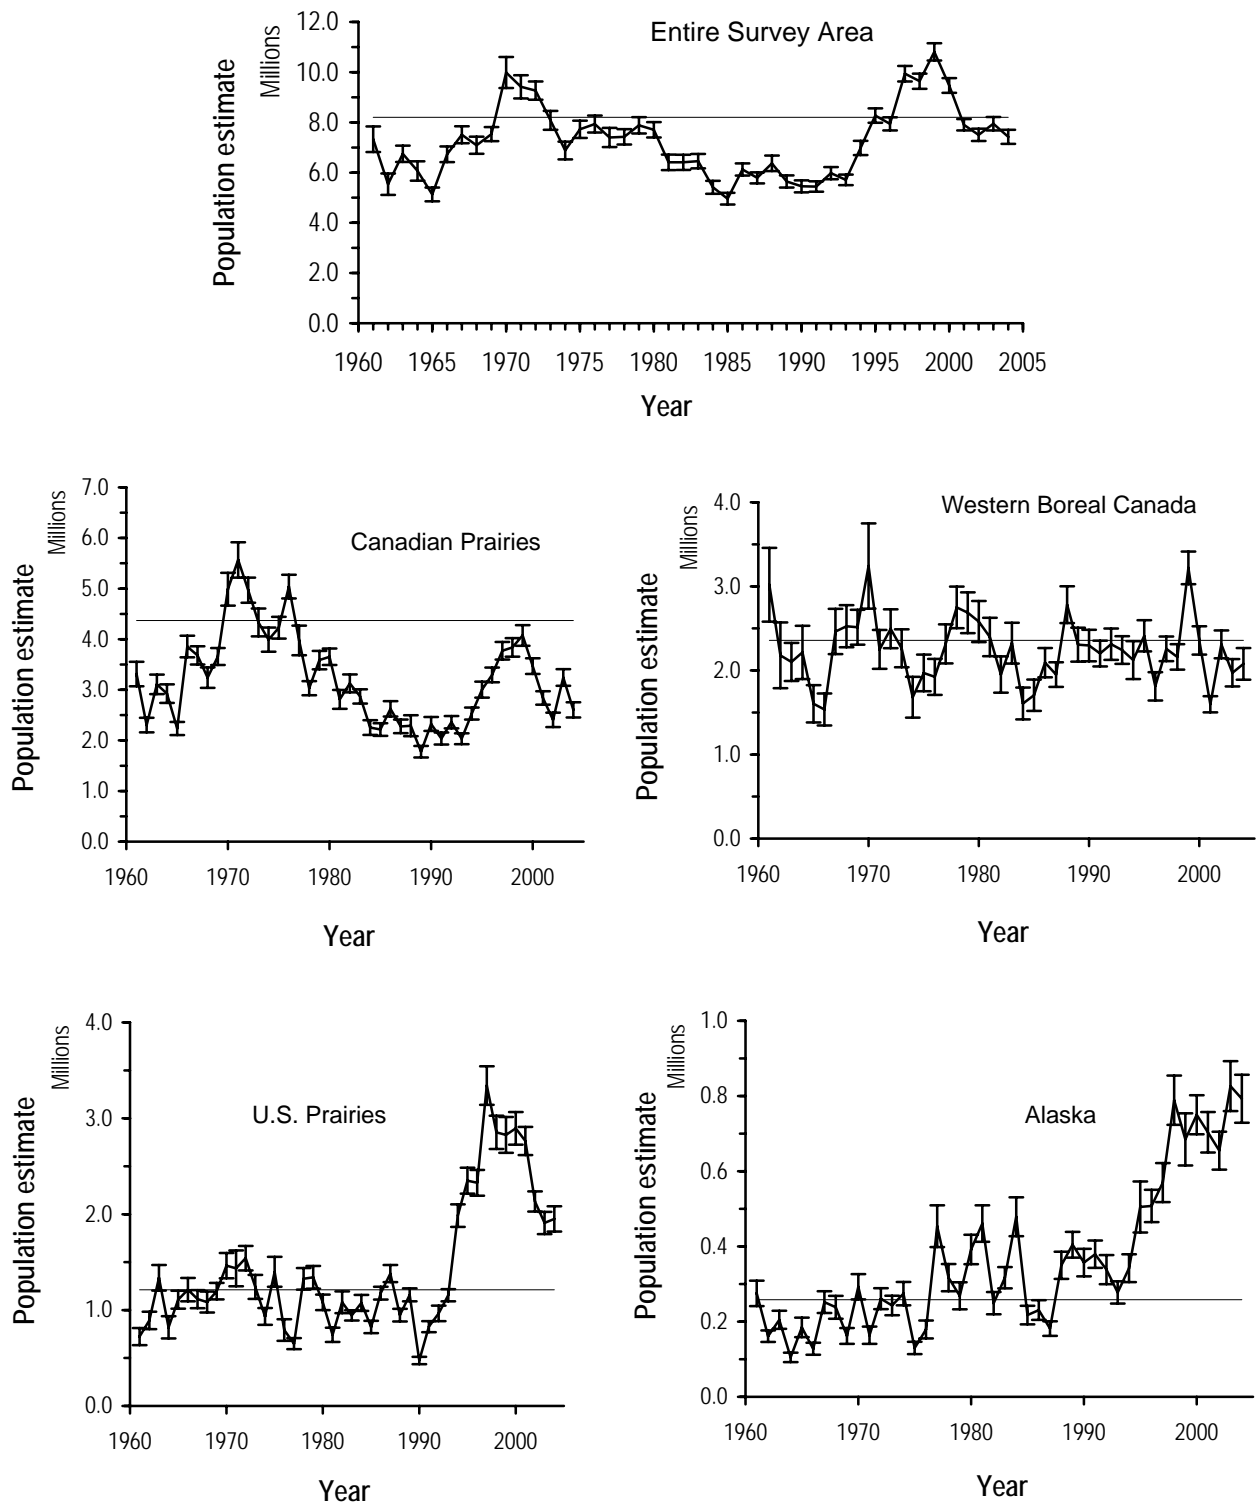 Entire Survey Area
Population estimate
Millions
12.0
10.0
8.0
6.0
4.0
2.0
0.0
1960 1965 1970 1975 1980 1985 1990 1995 2000 2005
Year
Canadian Prairies
Population estimate
Millions
7.0
6.0
5.0
4.0
3.0
2.0
1.0
0.0
1960 1970 1980 1990 2000
Year
Western Boreal Canada
Population estimate
Millions
4.0
3.0
2.0
1.0
0.0
1960 1970 1980 1990 2000
Year
U.S. Prairies
Population estimate
Millions
4.0
3.0
2.0
1.0
0.0
1960 1970 1980 1990 2000
Year
Alaska
Population estimate
Millions
1.0
0.8
0.6
0.4
0.2
0.0
1960 1970 1980 1990 2000
Year